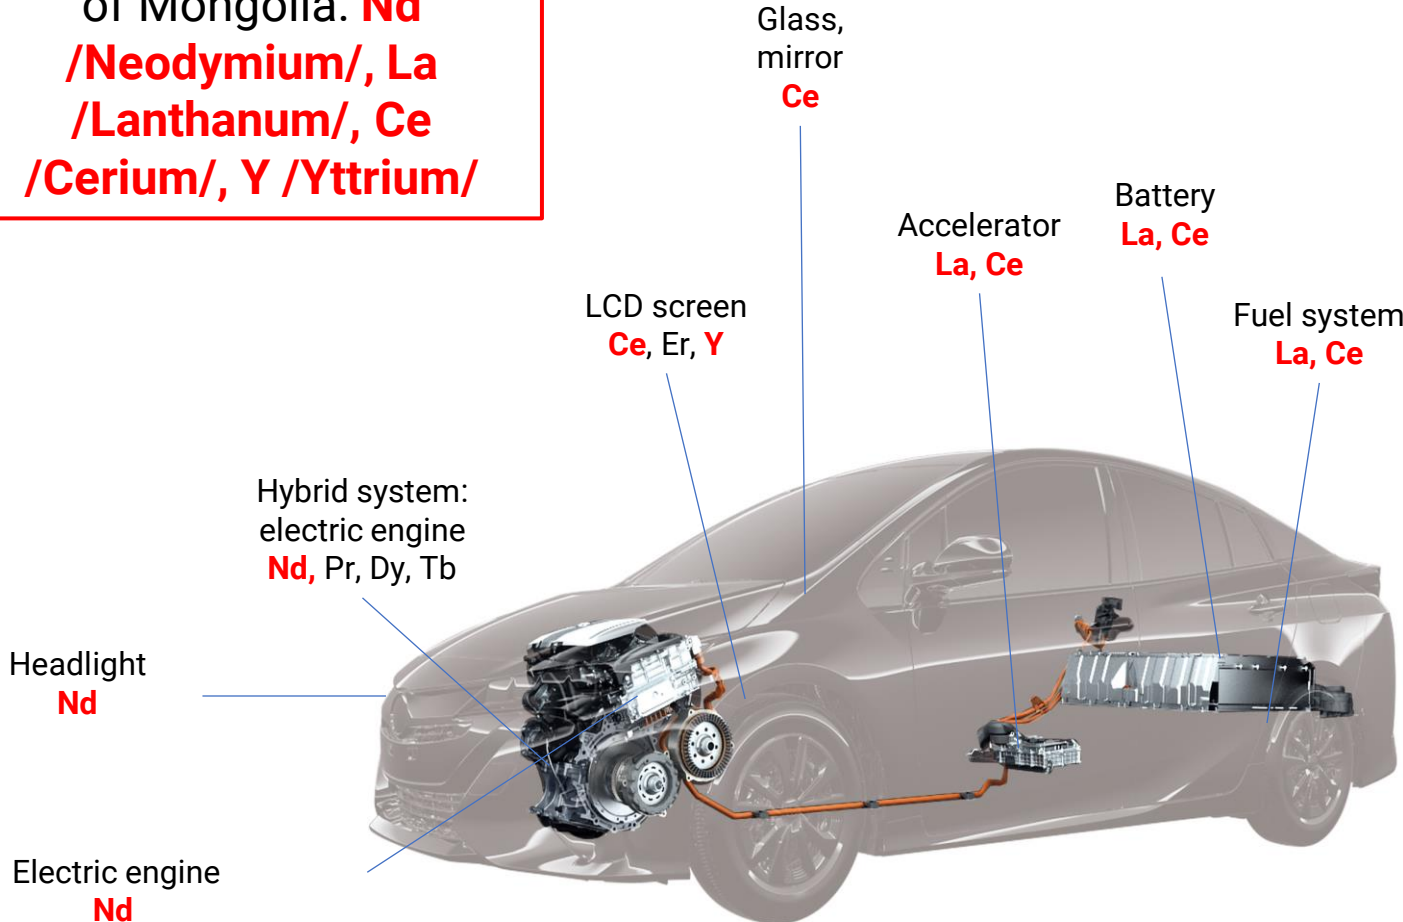 of Mongolia. Nd
/Neodymium/, La
/Lanthanum/, Ce
/Cerium/, Y /Yttrium/
Glass,
mirror
Ce
Battery
La, Ce
Accelerator
La, Ce
LCD screen
Ce, Er, Y
Fuel system
La, Ce
Hybrid system:
electric engine
Nd, Pr, Dy, Tb
Headlight
Nd
Electric engine
Nd